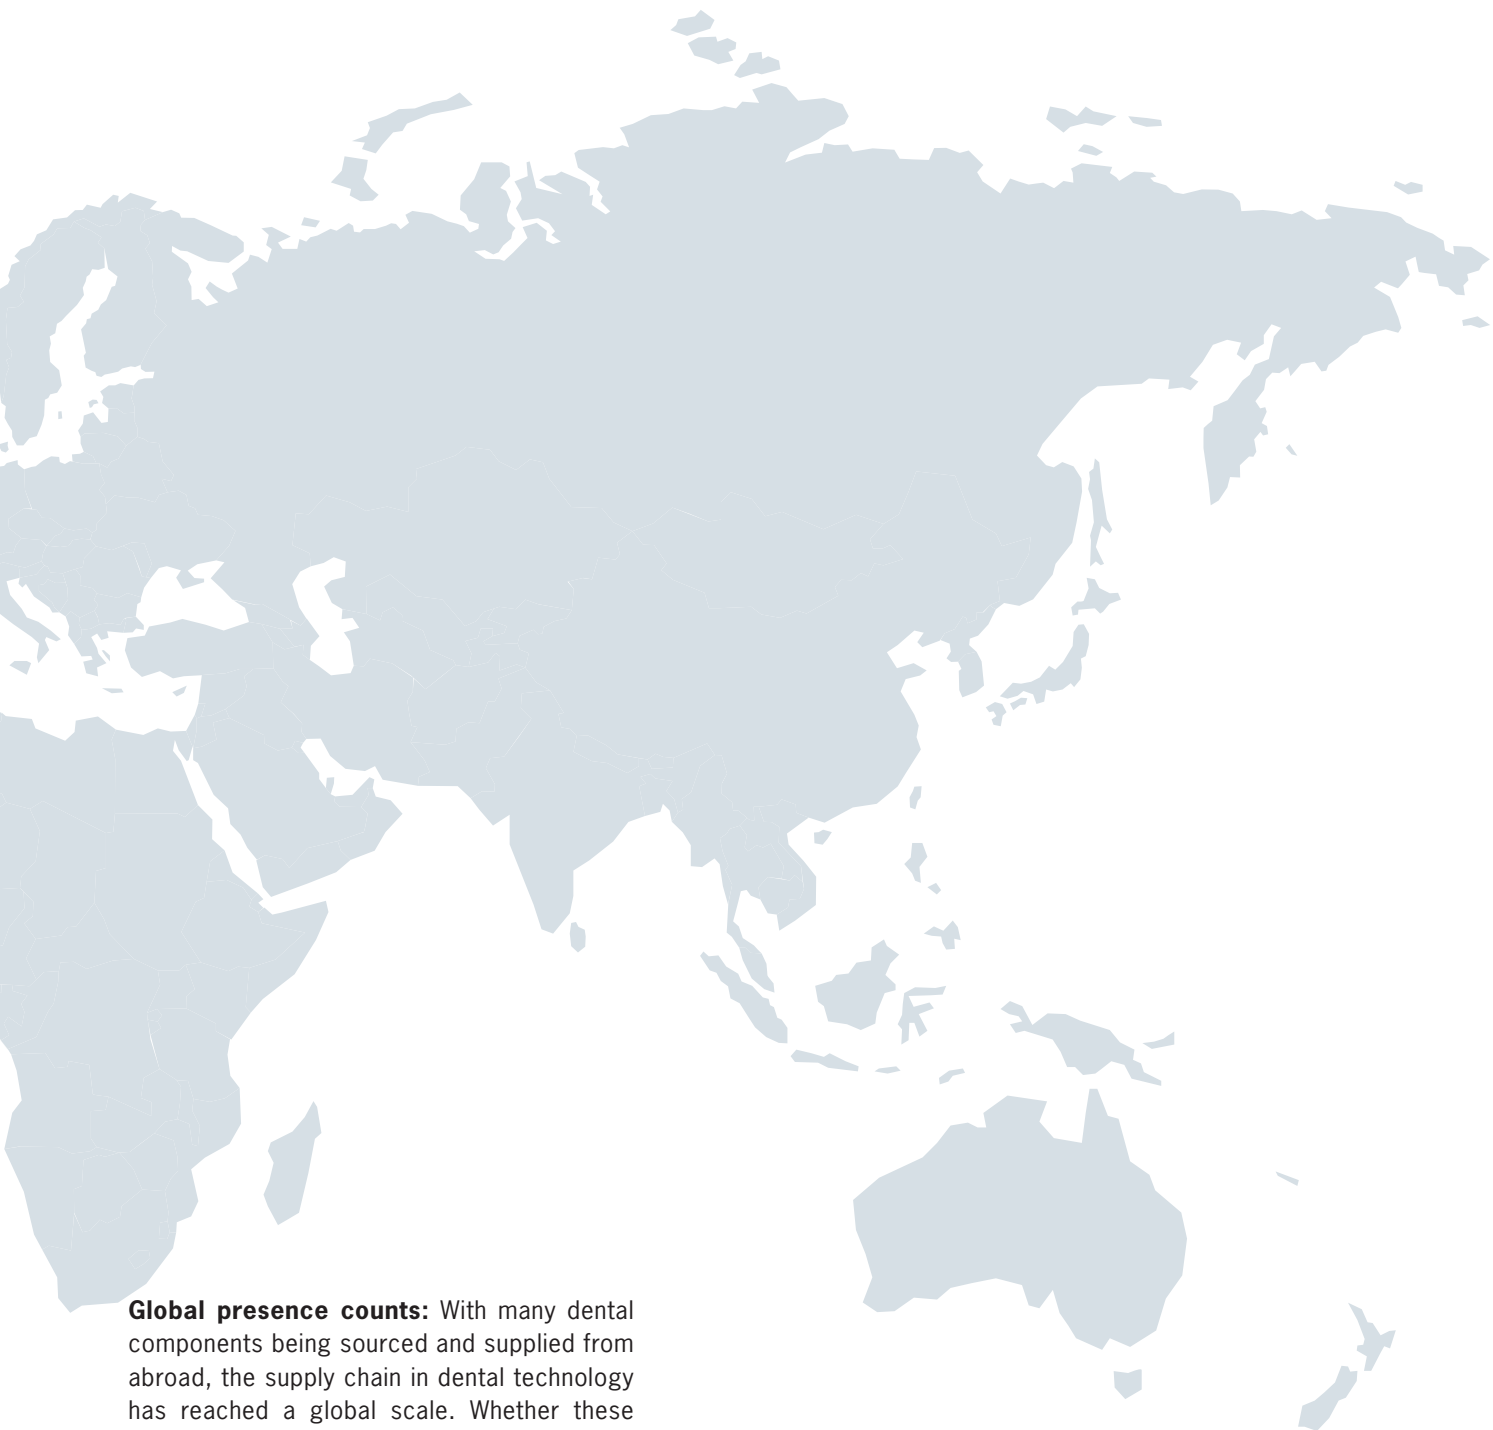 Global presence counts: With many dental
components being sourced and supplied from
abroad, the supply chain in dental technology
has reached a global scale. Whether these